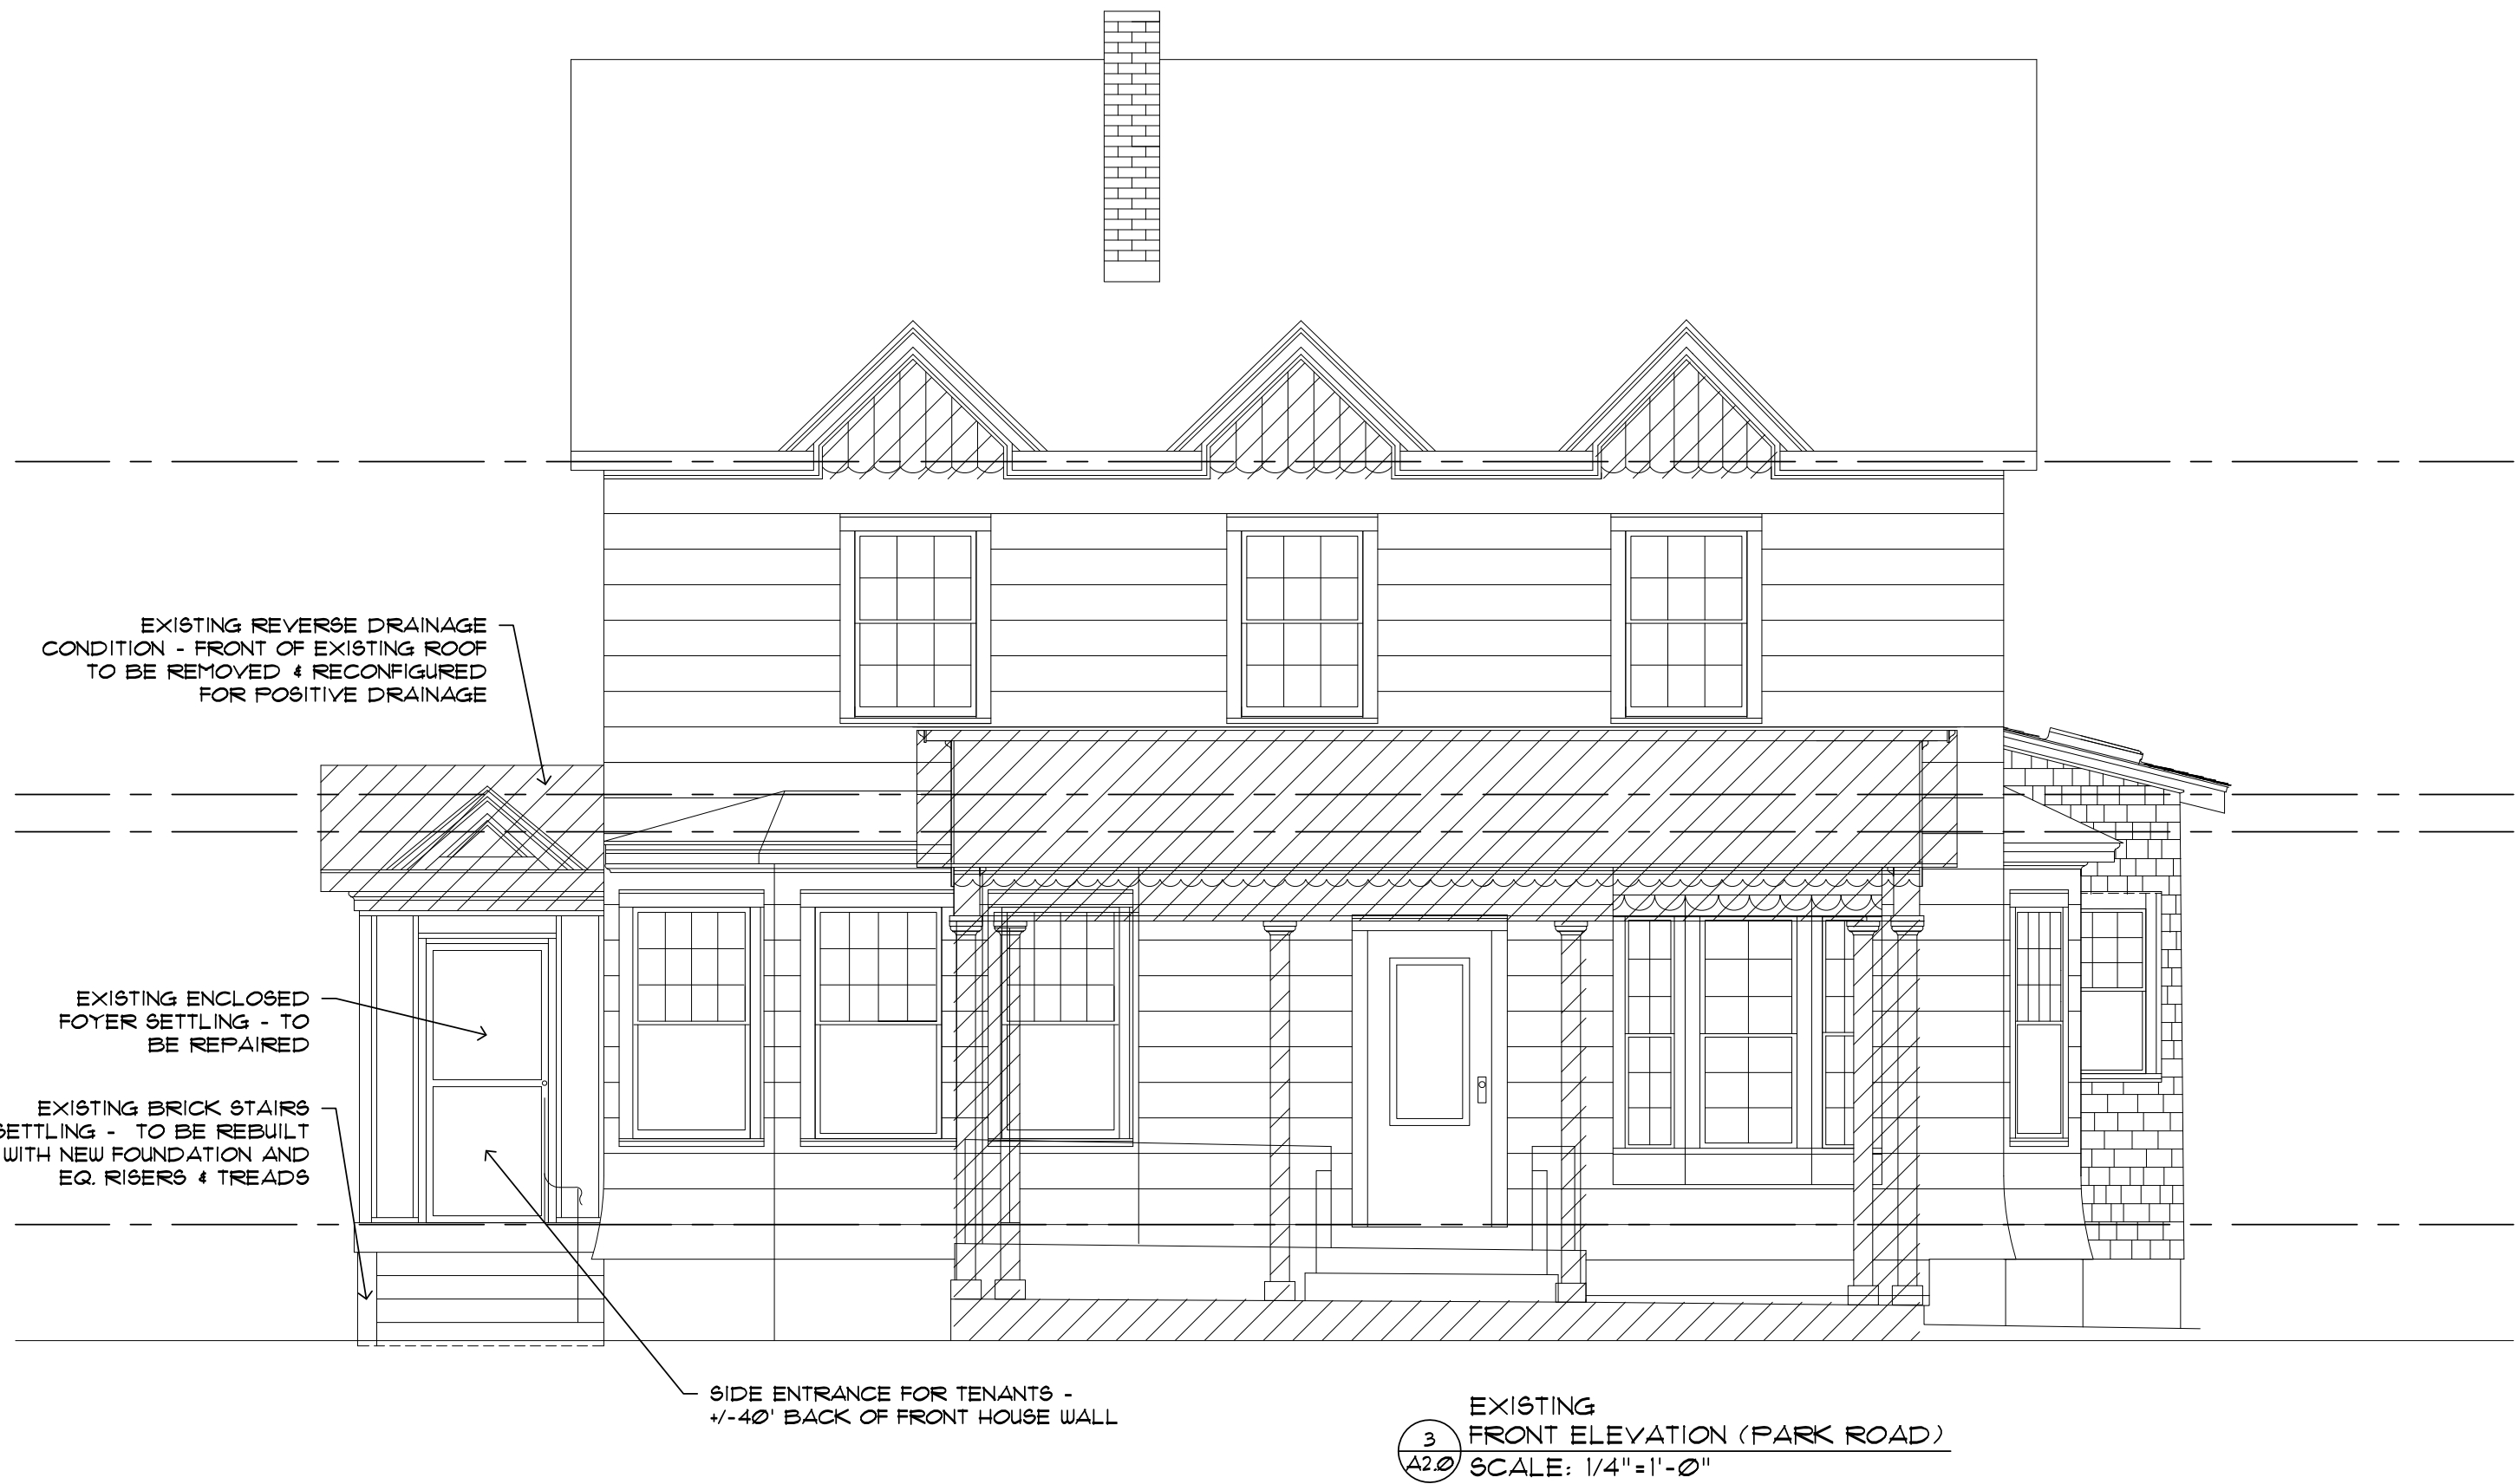 EXISTING REVERSE DRAINAGE
CONDITION - FRONT OF EXISTING ROOF
TO BE REMOVED & RECONFIGURED
FOR POSITIVE DRAINAGE
EXISTING ENCLOSED
FOYER SETTLING - TO
BE REPAIRED
EXISTING BRICK STAIRS
SETTLING - TO BE REBUILT
WITH NEW FOUNDATION AND
EQ. RISERS & TREADS
SIDE ENTRANCE FOR TENANTS -
+/-40' BACK OF FRONT HOUSE WALL
EXISTING
3 FRONT ELEVATION (PARK ROAD)
A2.0 SCALE: 1/4"=1'-0"